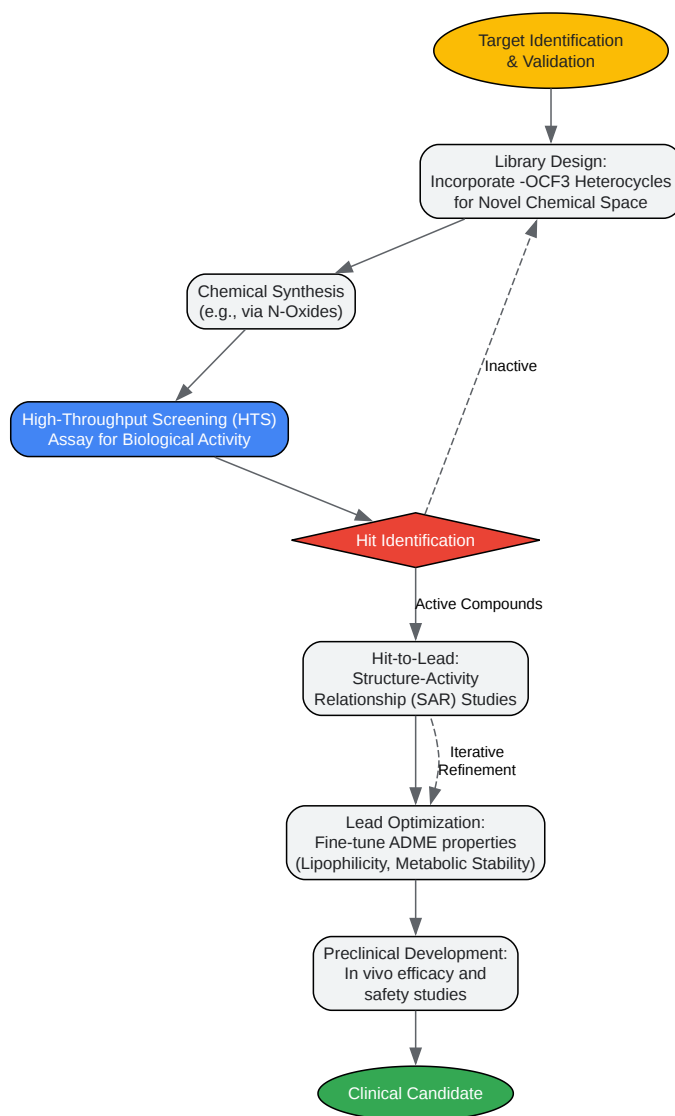 Target Identification
& Validation
Library Design:
Incorporate -OCF3 Heterocycles
for Novel Chemical Space
Chemical Synthesis
(e.g., via N-Oxides)
Inactive
High-Throughput Screening (HTS)
Assay for Biological Activity
Hit Identification
Active Compounds
Hit-to-Lead:
Structure-Activity
Relationship (SAR) Studies
Iterative
Refinement
Lead Optimization:
Fine-tune ADME properties
(Lipophilicity, Metabolic Stability)
Preclinical Development:
In vivo efficacy and
safety studies
Clinical Candidate